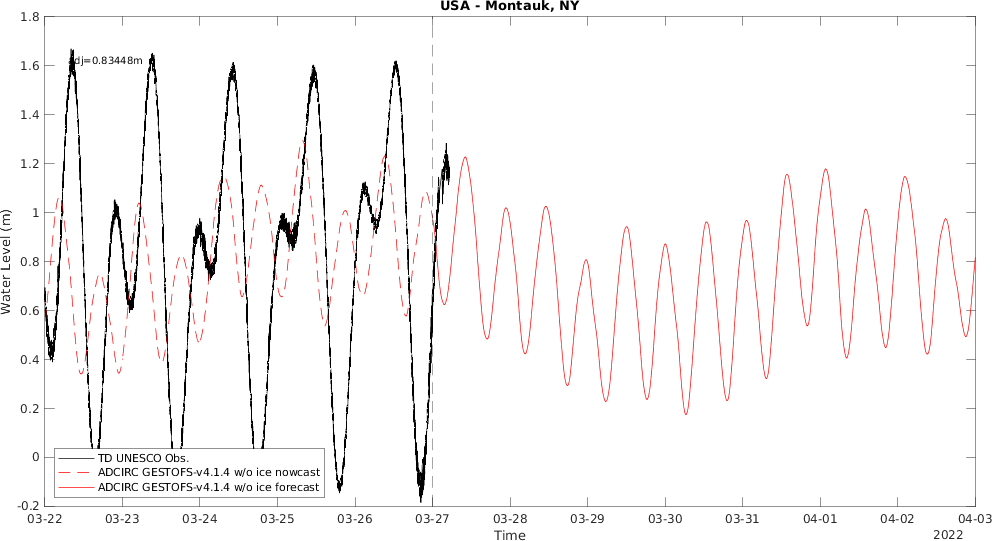 USA - Montauk, NY
adj=0.83448m
Water Level (m)
1.8
1.6
1.4
1.2
1
0.8
0.6
0.4
0.2
0
-0.2
TD UNESCO Obs.
ADCIRC GESTOFS-v4.1.4 w/o ice nowcast
ADCIRC GESTOFS-v4.1.4 w/o ice forecast
03-22 03-23 03-24 03-25 03-26 03-27 03-28 03-29 03-30 03-31 04-01 04-02 04-03
Time
2022